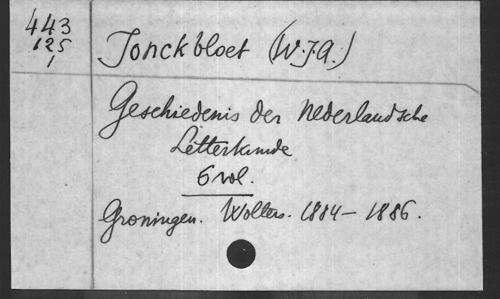 443
125
1
Jonckbloet (W.J.A.)
Geschiedenis der Nederlandsche
Letterkunde
6 vol.
Groningen. Wolters. 1884-1886.